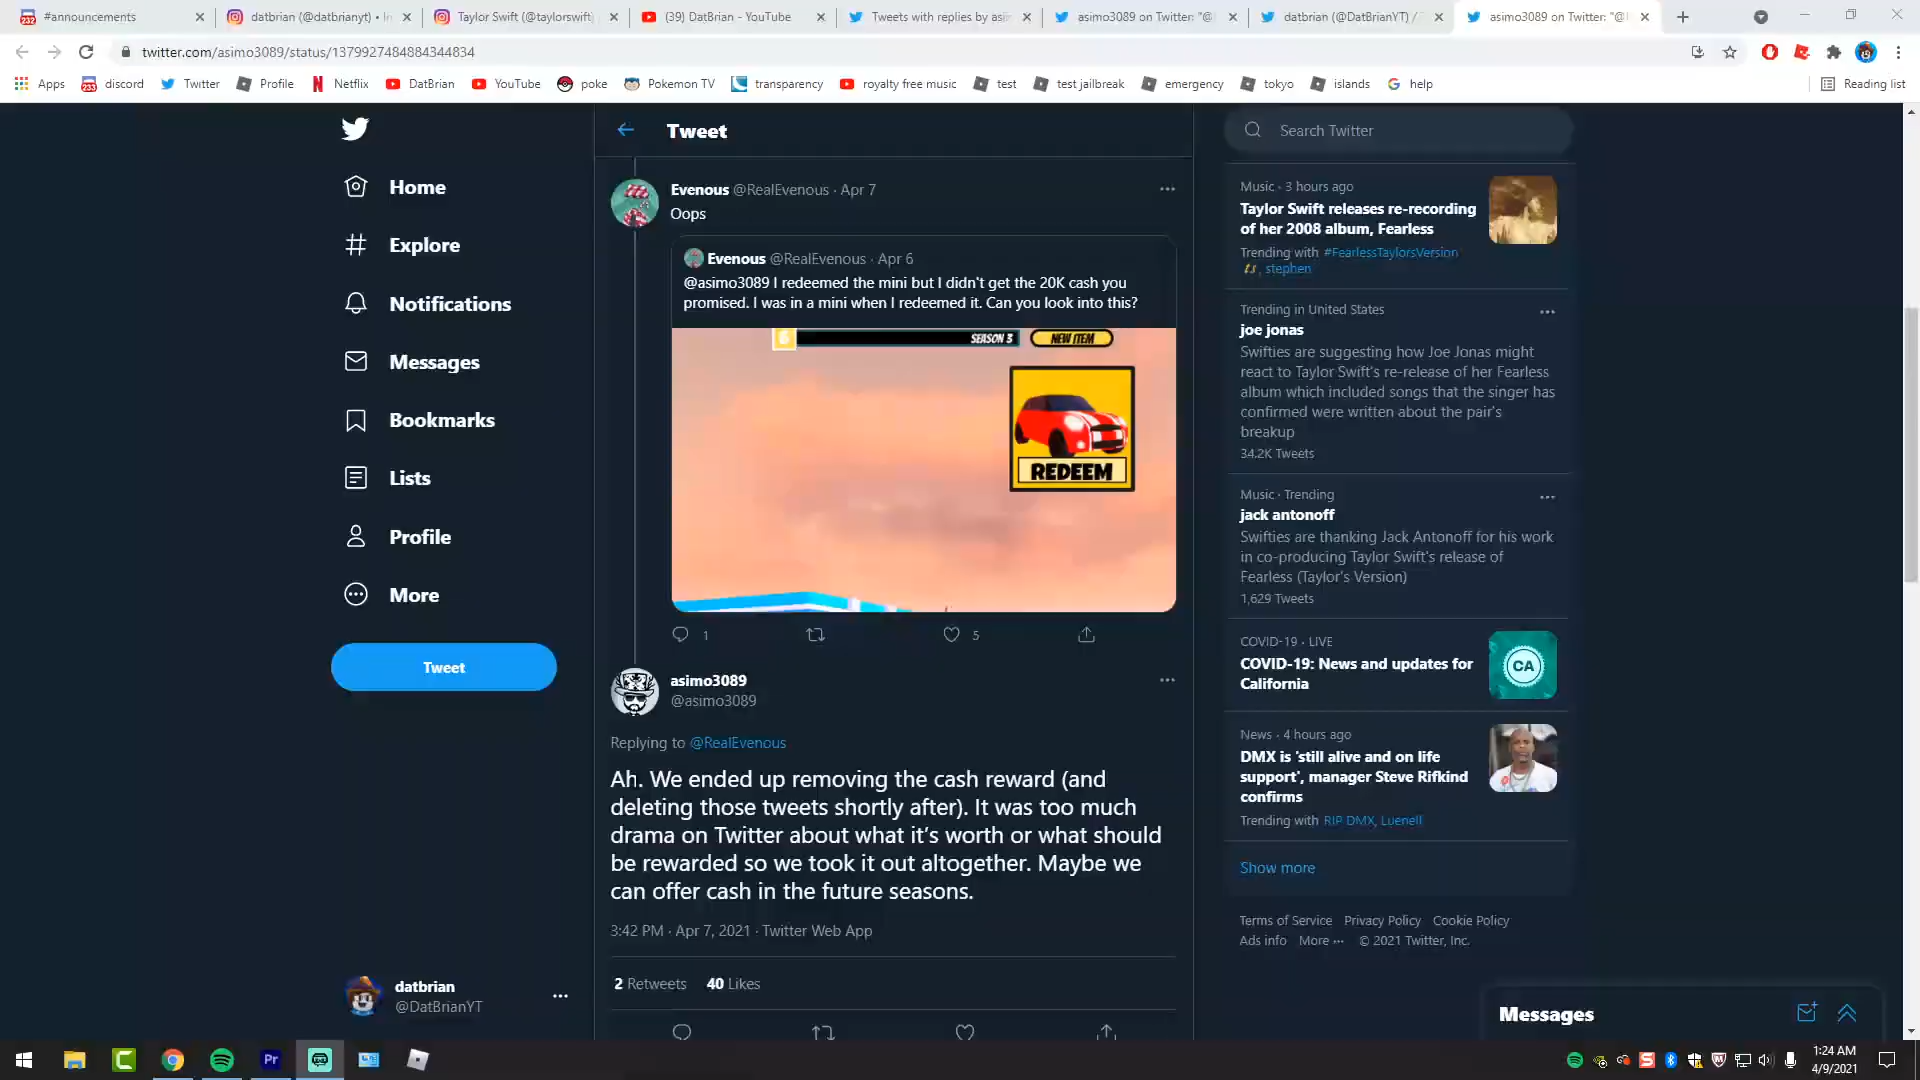 #announcements
datbrian (@datbrianyt) • In
Taylor Swift (@taylorswift)
(39) DatBrian - YouTube
Tweets with replies by asim
asimo3089 on Twitter: "@
datbrian (@DatBrianYT) /
asimo3089 on Twitter: "@
twitter.com/asimo3089/status/1379927484884344834
Apps
discord
Twitter
Profile
Netflix
DatBrian
YouTube
poke
Pokemon TV
transparency
royalty free music
test
test jailbreak
emergency
tokyo
islands
help
Reading list
Home
Explore
Notifications
Messages
Bookmarks
Lists
Profile
More
Tweet
datbrian
@DatBrianYT
Tweet
Evenous @RealEvenous · Apr 7
Oops
Evenous @RealEvenous · Apr 6
@asimo3089 I redeemed the mini but I didn't get the 20K cash you
promised. I was in a mini when I redeemed it. Can you look into this?
SEASON 3
NEW ITEM
REDEEM
1
5
asimo3089
@asimo3089
Replying to @RealEvenous
Ah. We ended up removing the cash reward (and
deleting those tweets shortly after). It was too much
drama on Twitter about what it's worth or what should
be rewarded so we took it out altogether. Maybe we
can offer cash in the future seasons.
3:42 PM · Apr 7, 2021 · Twitter Web App
2 Retweets 40 Likes
Search Twitter
Music · 3 hours ago
Taylor Swift releases re-recording
of her 2008 album, Fearless
Trending with #FearlessTaylorsVersion
, stephen
Trending in United States
joe jonas
Swifties are suggesting how Joe Jonas might
react to Taylor Swift's re-release of her Fearless
album which included songs that the singer has
confirmed were written about the pair's
breakup
34.2K Tweets
Music · Trending
jack antonoff
Swifties are thanking Jack Antonoff for his work
in co-producing Taylor Swift's release of
Fearless (Taylor's Version)
1,629 Tweets
COVID-19 · LIVE
COVID-19: News and updates for
California
CA
News · 4 hours ago
DMX is 'still alive and on life
support', manager Steve Rifkind
confirms
Trending with RIP DMX, Luenell
Show more
Terms of Service Privacy Policy Cookie Policy
Ads info More ··· © 2021 Twitter, Inc.
Messages
1:24 AM
4/9/2021